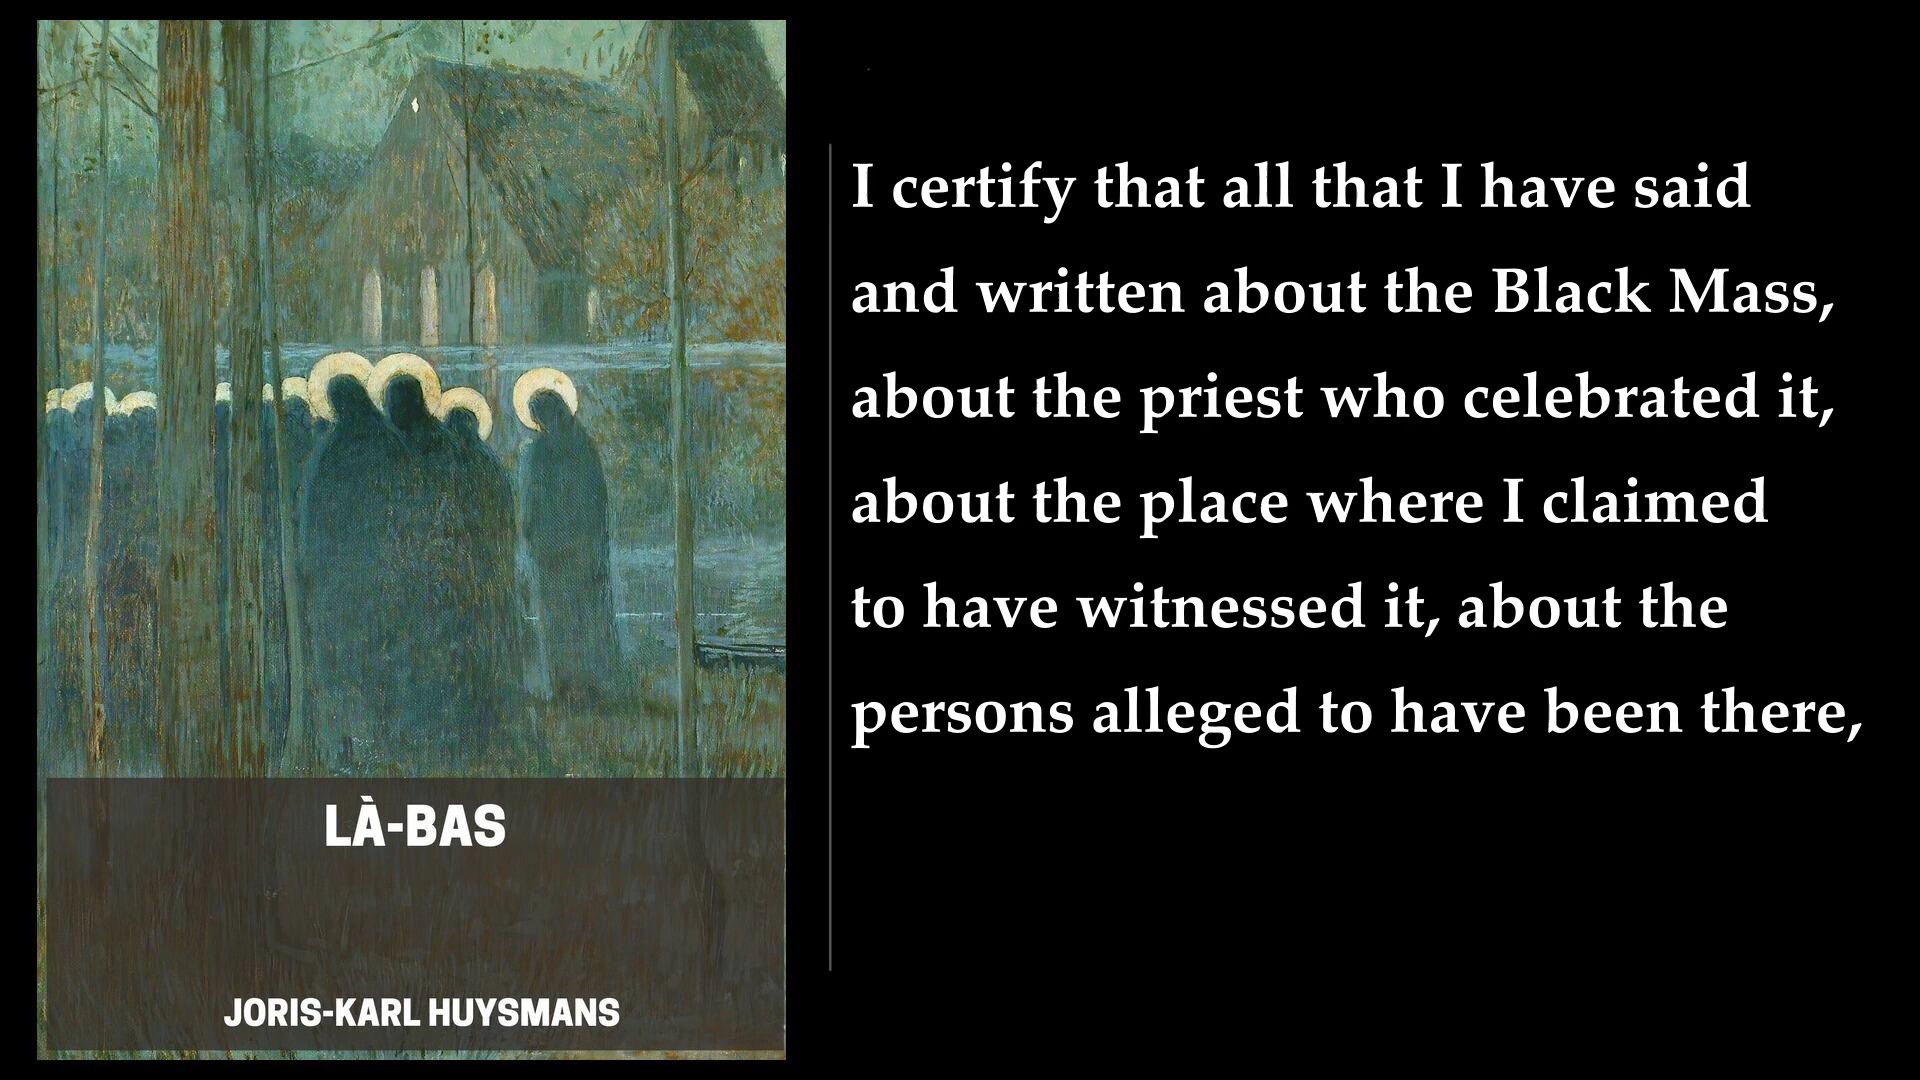 LÀ-BAS
JORIS-KARL HUYSMANS
I certify that all that I have said
and written about the Black Mass,
about the priest who celebrated it,
about the place where I claimed
to have witnessed it, about the
persons alleged to have been there,